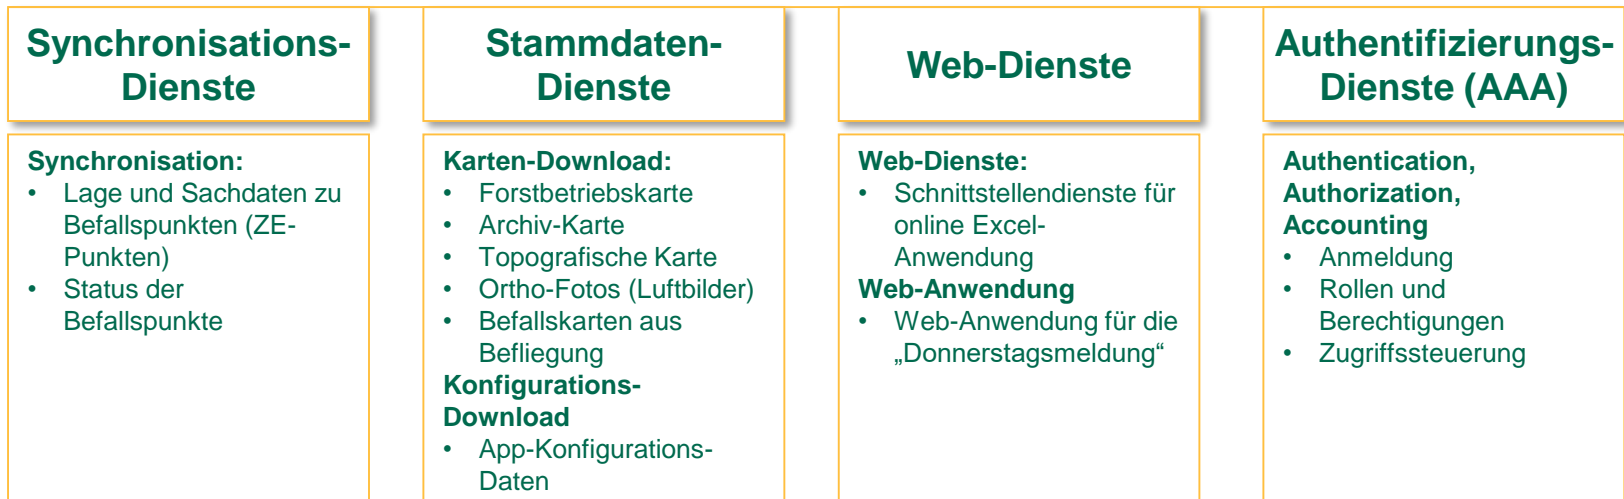 Synchronisations-
Dienste
Synchronisation:
• Lage und Sachdaten zu
Befallspunkten (ZE-
Punkten)
• Status der
Befallspunkte
Stammdaten-
Dienste
Karten-Download:
• Forstbetriebskarte
• Archiv-Karte
• Topografische Karte
• Ortho-Fotos (Luftbilder)
• Befallskarten aus
Befliegung
Konfigurations-
Download
• App-Konfigurations-
Daten
Web-Dienste
Web-Dienste:
• Schnittstellendienste für
online Excel-
Anwendung
Web-Anwendung
• Web-Anwendung für die
„Donnerstagsmeldung“
Authentifizierungs-
Dienste (AAA)
Authentication,
Authorization,
Accounting
• Anmeldung
• Rollen und
Berechtigungen
• Zugriffssteuerung